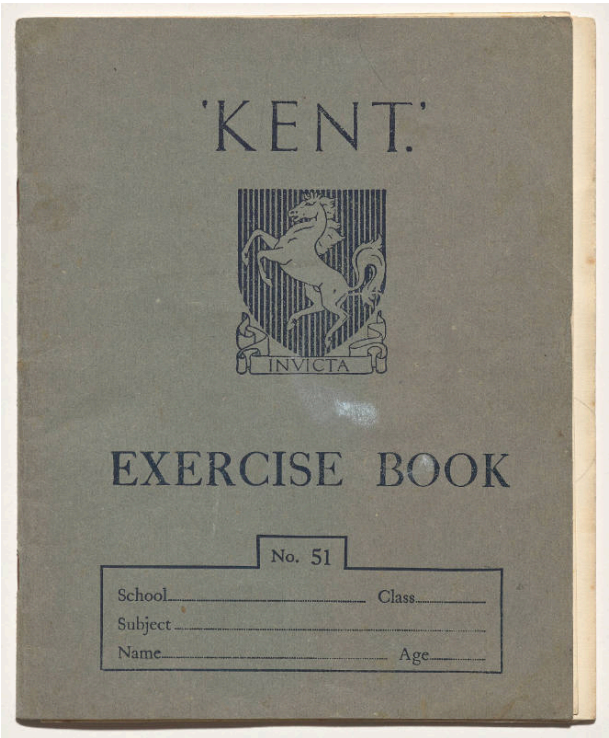 'KENT.'
INVICTA
EXERCISE BOOK
No. 51
School Class
Subject
Name Age